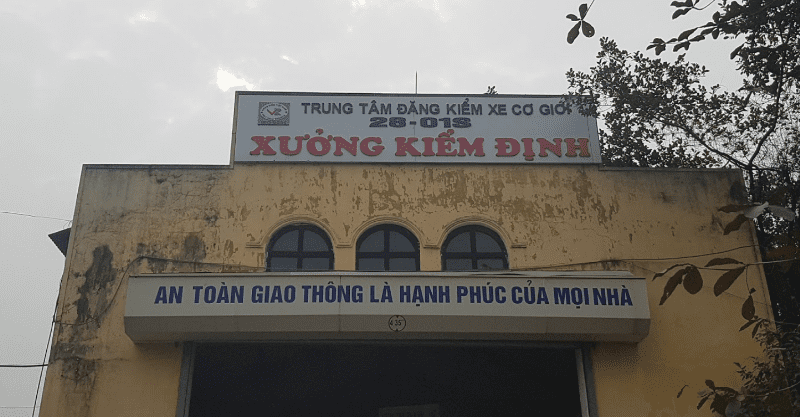 TRUNG TÂM ĐĂNG KIỂM XE CƠ GIỚI
28-01S
XƯỞNG KIỂM ĐỊNH
AN TOÀN GIAO THÔNG LÀ HẠNH PHÚC CỦA MỌI NHÀ